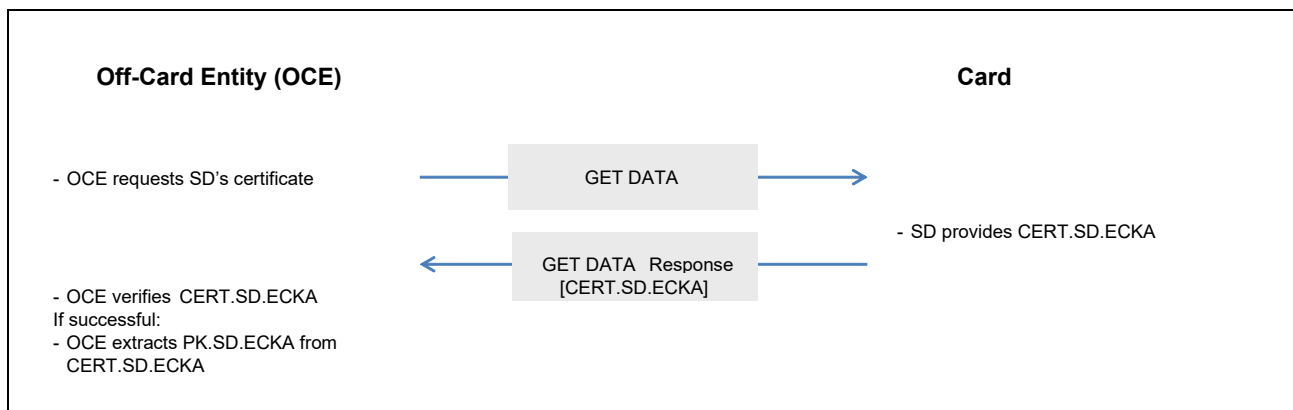 Off-Card Entity (OCE)
Card
- OCE requests SD’s certificate
GET DATA
- SD provides CERT.SD.ECKA
GET DATA Response
[CERT.SD.ECKA]
- OCE verifies CERT.SD.ECKA
If successful:
- OCE extracts PK.SD.ECKA from
CERT.SD.ECKA